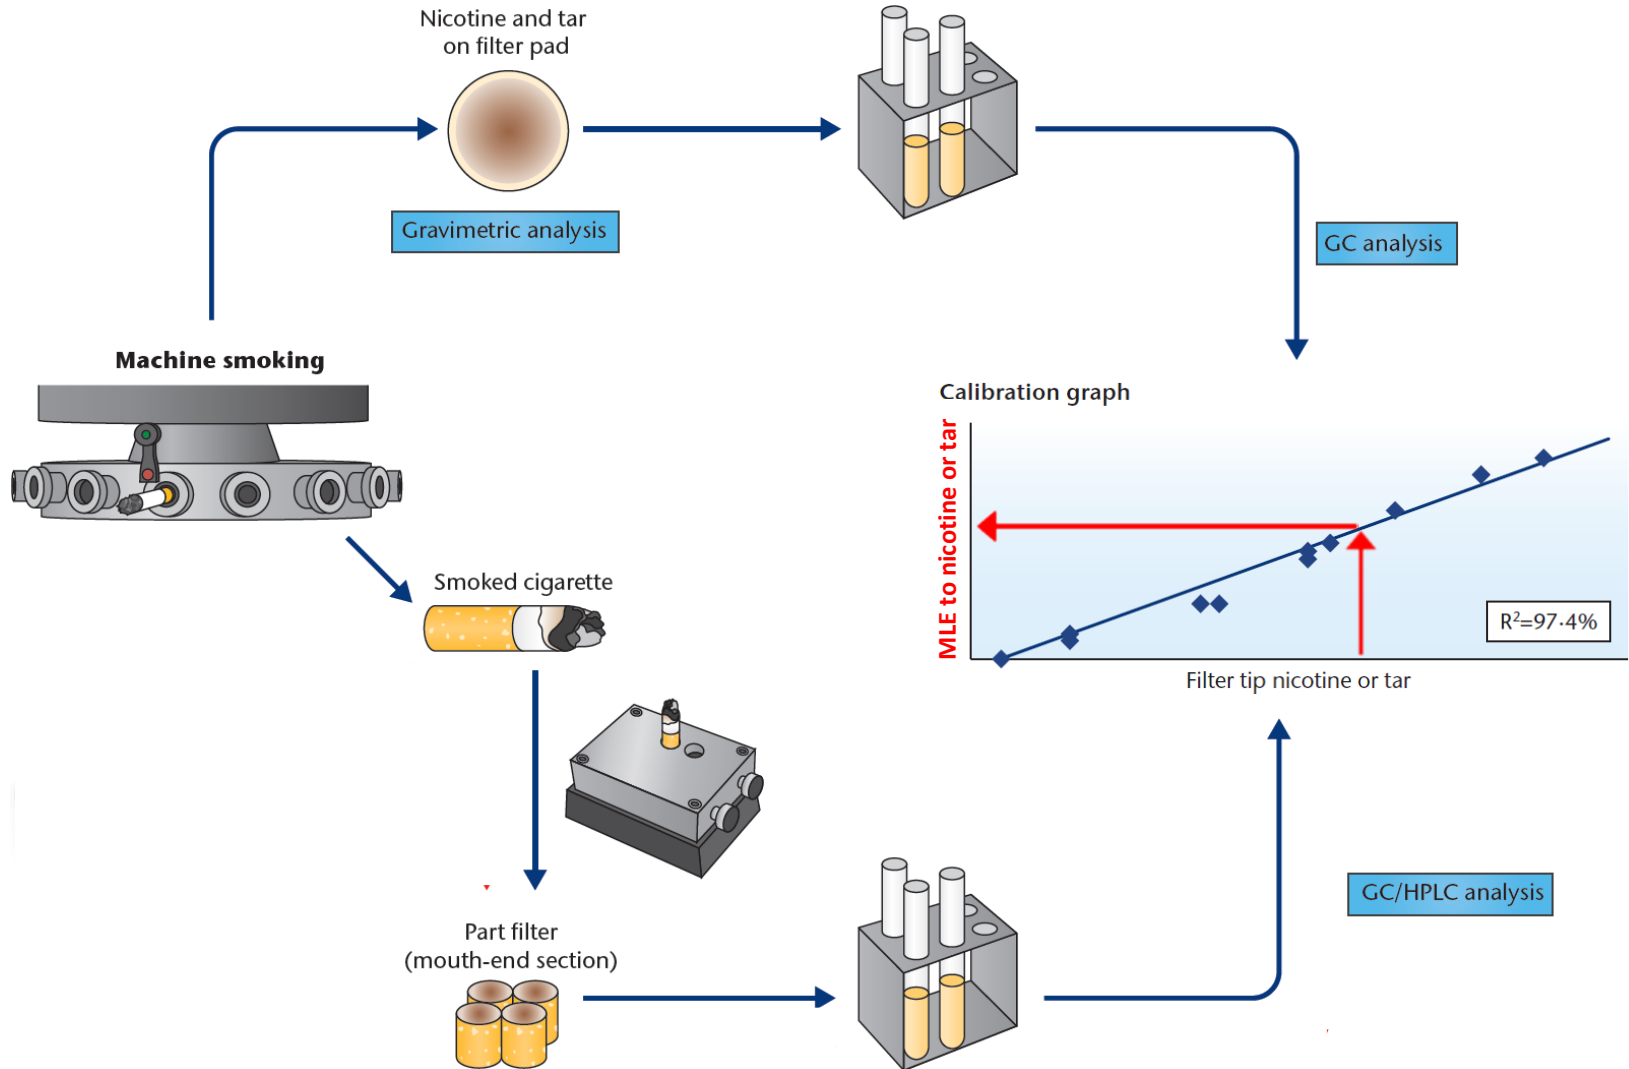 Nicotine and tar
on filter pad
Gravimetric analysis
GC analysis
Machine smoking
Calibration graph
MLE to nicotine or tar
R²=97·4%
Filter tip nicotine or tar
Smoked cigarette
Part filter
(mouth-end section)
GC/HPLC analysis